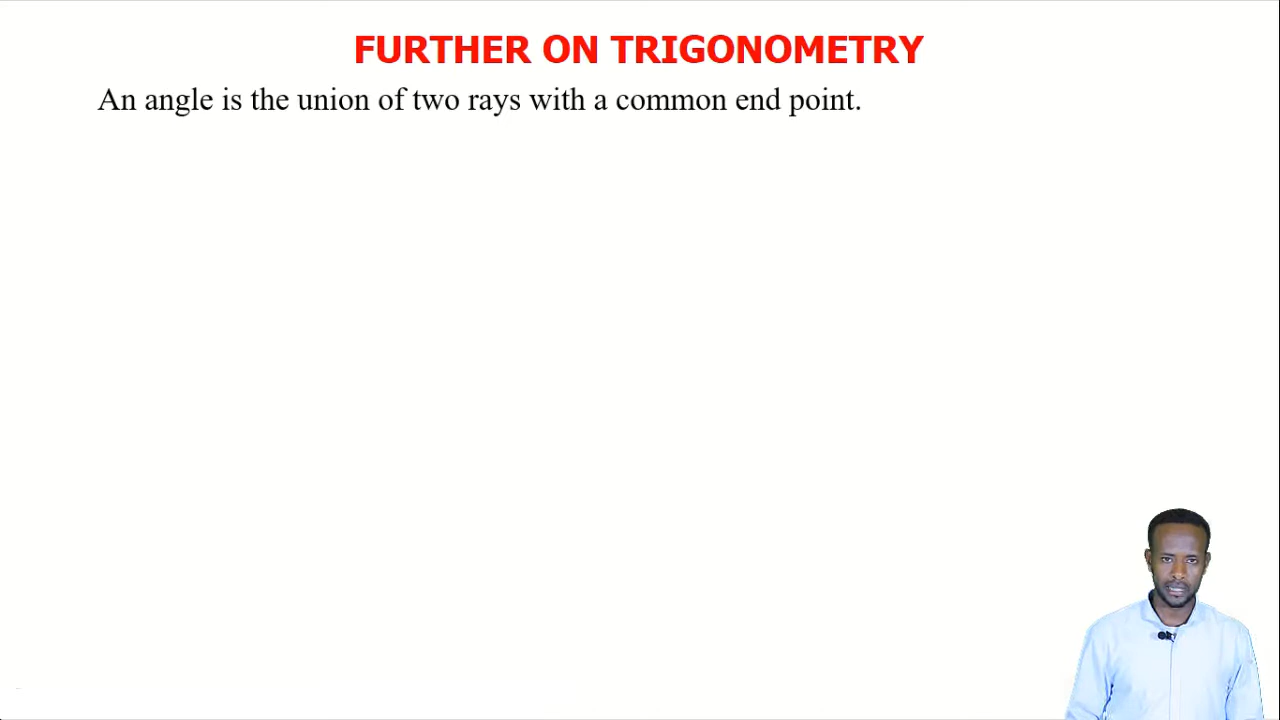 FURTHER ON TRIGONOMETRY
An angle is the union of two rays with a common end point.